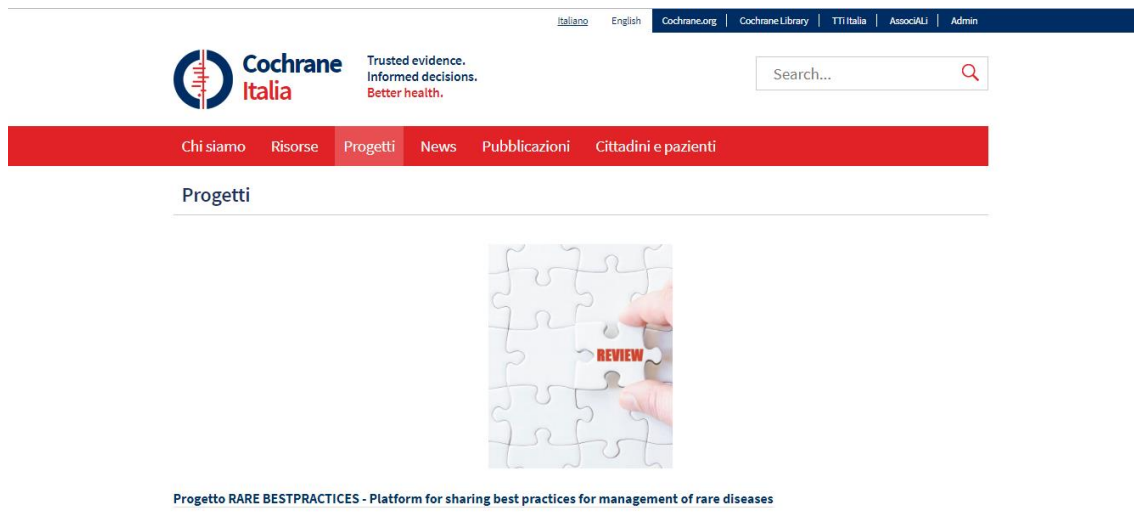 Italiano English Cochrane.org Cochrane Library TTi Italia AssociALi Admin
Cochrane
Italia
Trusted evidence.
Informed decisions.
Better health.
Search...
Chi siamo Risorse Progetti News Pubblicazioni Cittadini e pazienti
Progetti
REVIEW
Progetto RARE BESTPRACTICES - Platform for sharing best practices for management of rare diseases